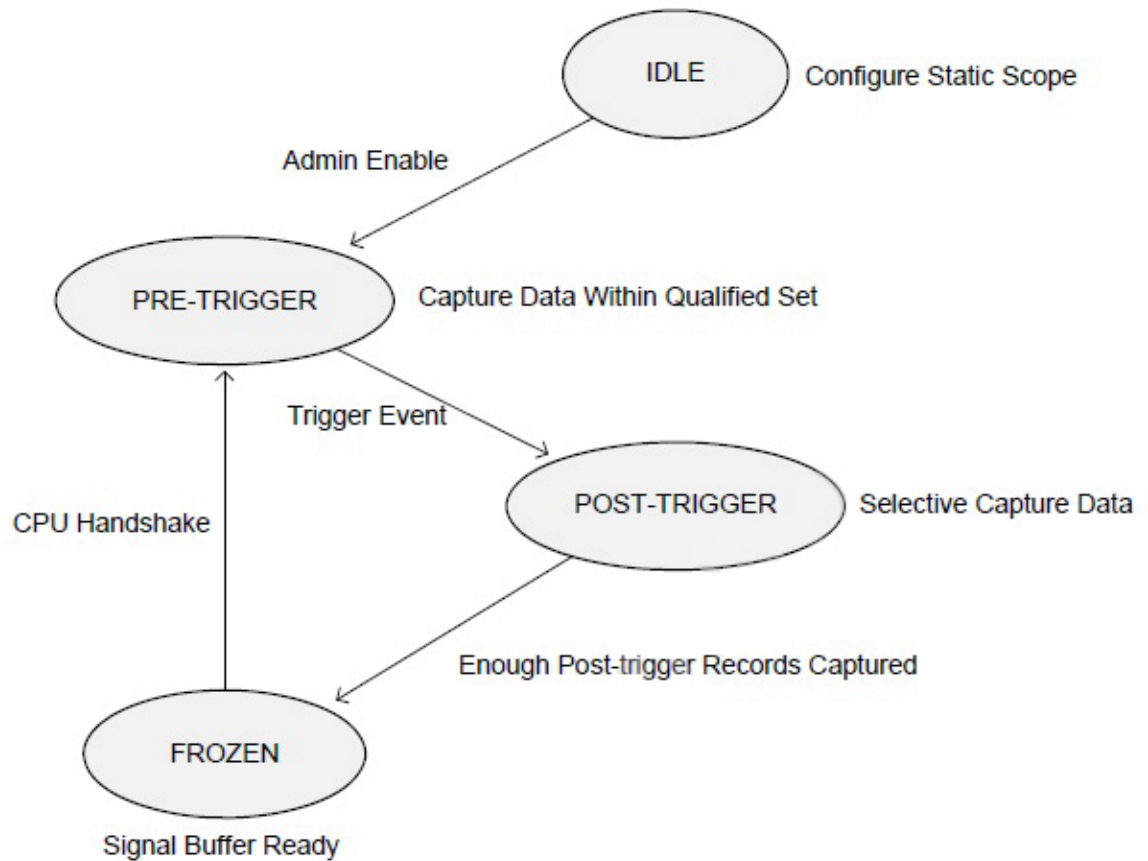 IDLE
Configure Static Scope
Admin Enable
PRE-TRIGGER
Capture Data Within Qualified Set
Trigger Event
POST-TRIGGER
Selective Capture Data
CPU Handshake
Enough Post-trigger Records Captured
FROZEN
Signal Buffer Ready